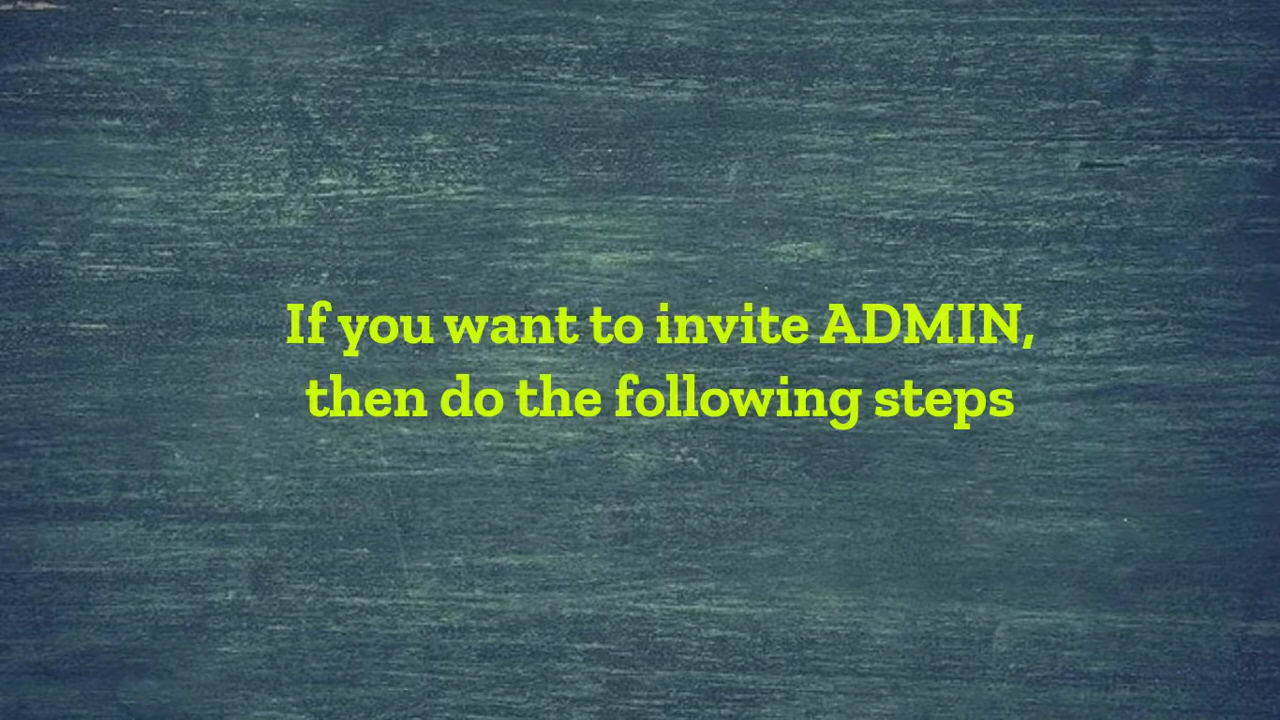 If you want to invite ADMIN,
then do the following steps